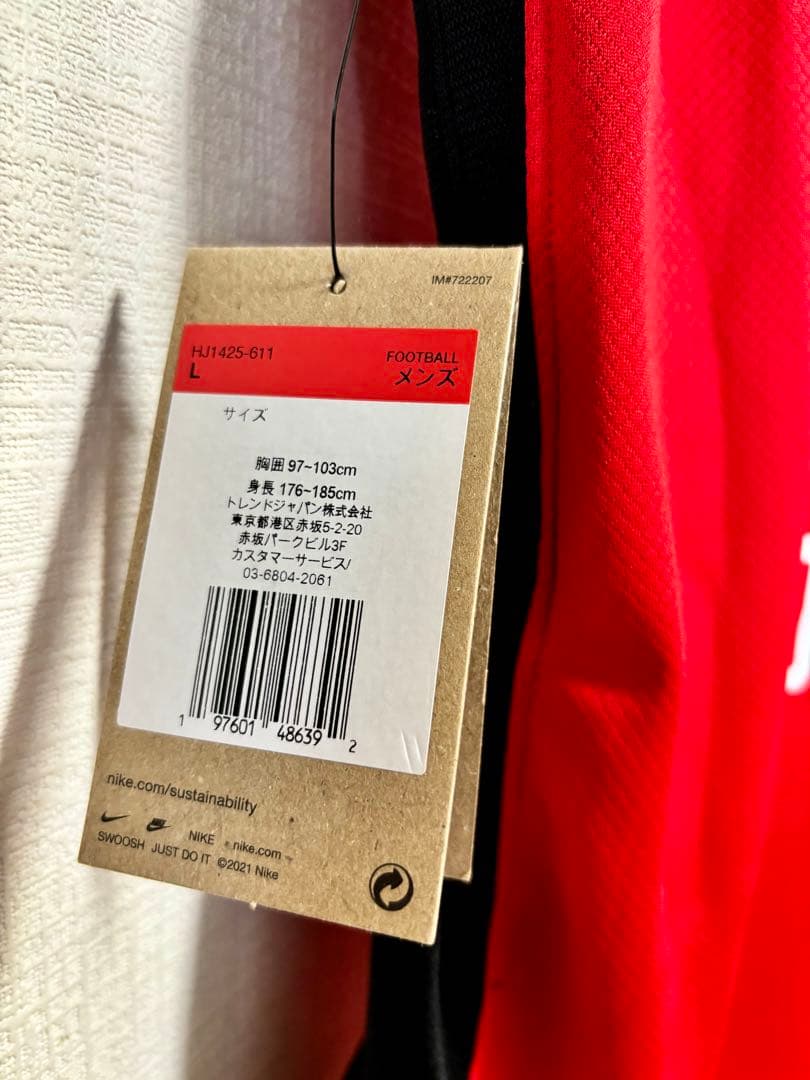 IM#722207
HJ1425-611 FOOTBALL
L メンズ
サイズ
胸囲 97~103cm
身長 176~185cm
トレンドジャパン株式会社
東京都港区赤坂5-2-20
赤坂パークビル3F
カスタマーサービス/
03-6804-2061
1 97601 48639 2
nike.com/sustainability
NIKE nike.com
SWOOSH JUST DO IT ©2021 Nike